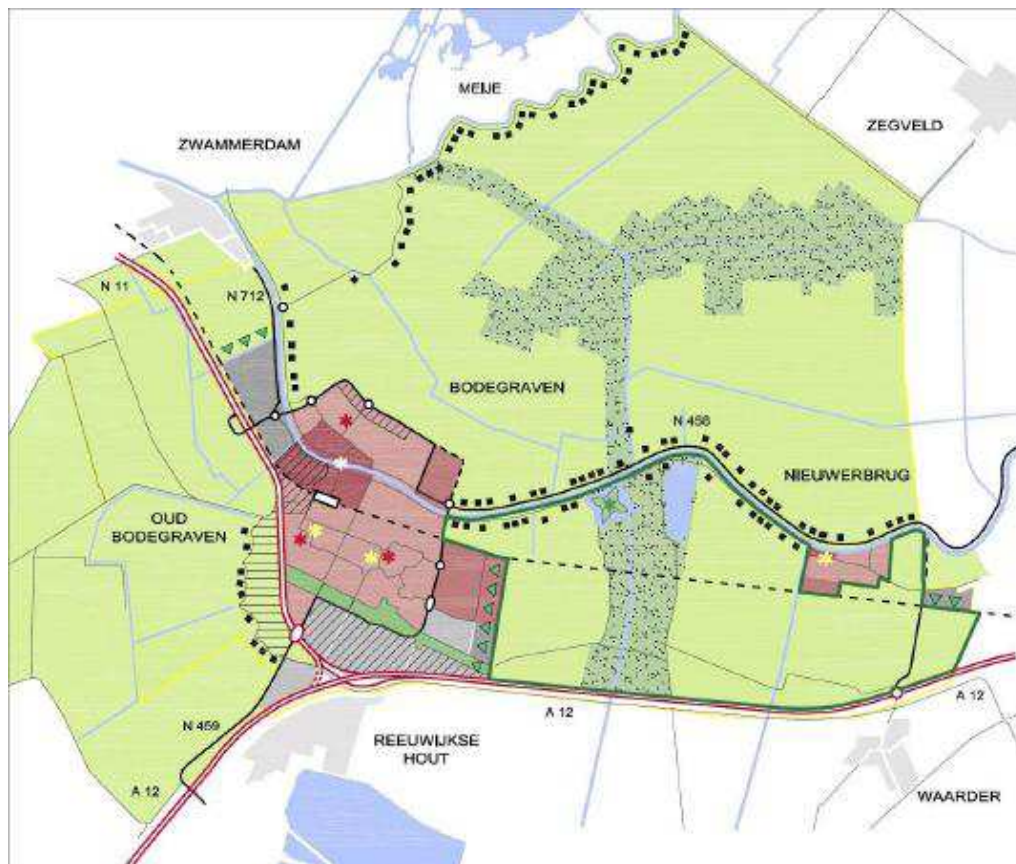 MEIJE
ZEGVELD
ZWAMMERDAM
N 11
N 712
BODEGRAVEN
N 458
NIEUWERBRUG
OUD
BODEGRAVEN
N 459
A 12
A 12
A 12
REEUWIJKSE
HOUT
WAARDER